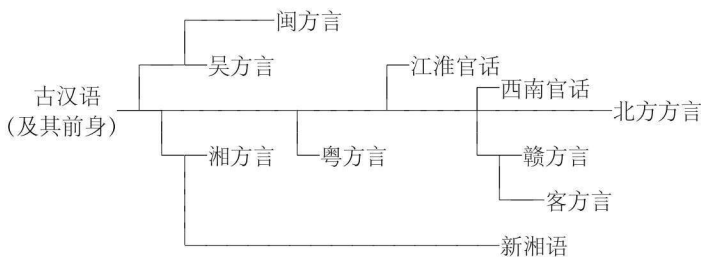 闽方言
吴方言
江淮官话
西南官话
古汉语
(及其前身)
北方方言
湘方言
粤方言
赣方言
客方言
新湘语